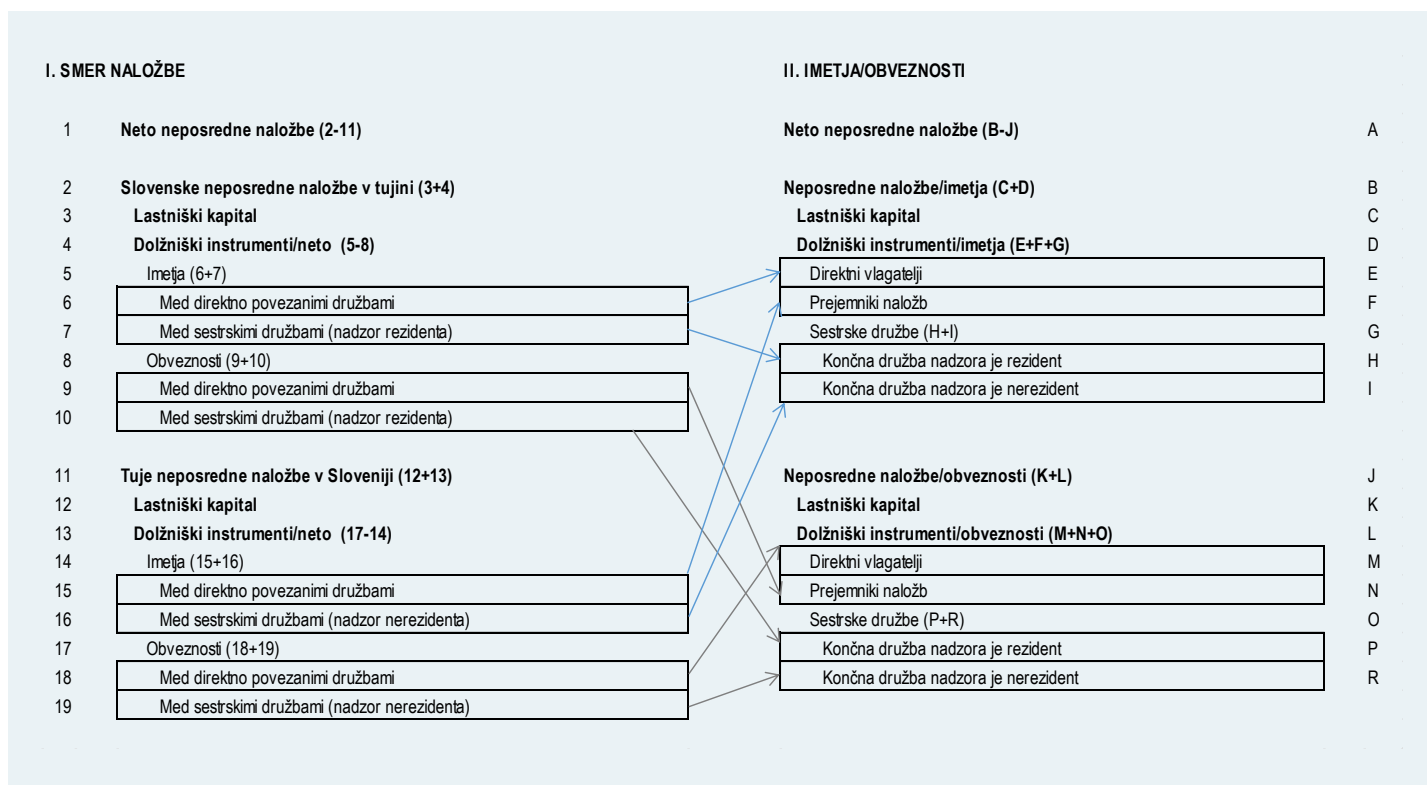 I. SMER NALOŽBE II. IMETJA/OBVEZNOSTI
1 Neto neposredne naložbe (2-11) Neto neposredne naložbe (B-J) A
2 Slovenske neposredne naložbe v tujini (3+4) Neposredne naložbe/imetja (C+D) B
3 Lastniški kapital Lastniški kapital C
4 Dolžniški instrumenti/neto (5-8) Dolžniški instrumenti/imetja (E+F+G) D
5 Imetja (6+7) Direktni vlagatelji E
6 Med direktno povezanimi družbami Prejemniki naložb F
7 Med sestrskimi družbami (nadzor rezidenta) Sestrske družbe (H+I) G
8 Obveznosti (9+10) Končna družba nadzora je rezident H
9 Med direktno povezanimi družbami Končna družba nadzora je nerezident I
10 Med sestrskimi družbami (nadzor rezidenta)
11 Tuje neposredne naložbe v Sloveniji (12+13) Neposredne naložbe/obveznosti (K+L) J
12 Lastniški kapital Lastniški kapital K
13 Dolžniški instrumenti/neto (17-14) Dolžniški instrumenti/obveznosti (M+N+O) L
14 Imetja (15+16) Direktni vlagatelji M
15 Med direktno povezanimi družbami Prejemniki naložb N
16 Med sestrskimi družbami (nadzor nerezidenta) Sestrske družbe (P+R) O
17 Obveznosti (18+19) Končna družba nadzora je rezident P
18 Med direktno povezanimi družbami Končna družba nadzora je nerezident R
19 Med sestrskimi družbami (nadzor nerezidenta)